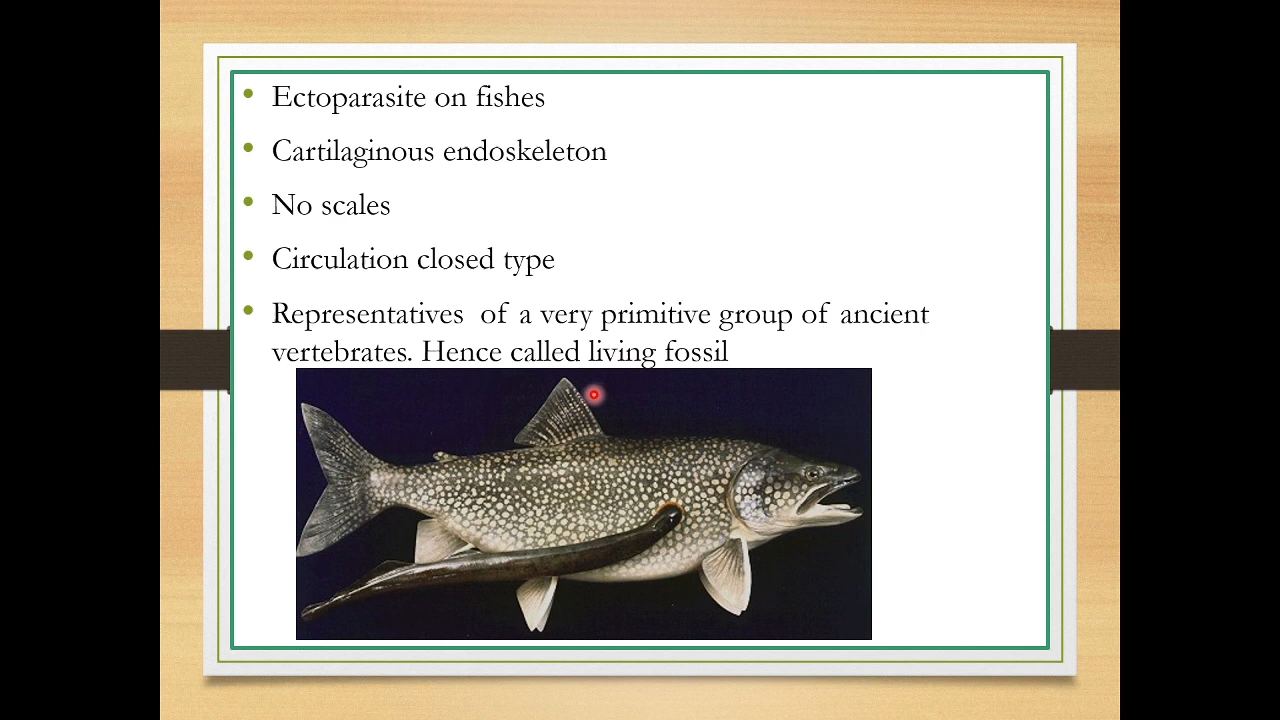 • Ectoparasite on fishes
• Cartilaginous endoskeleton
• No scales
• Circulation closed type
• Representatives of a very primitive group of ancient
vertebrates. Hence called living fossil